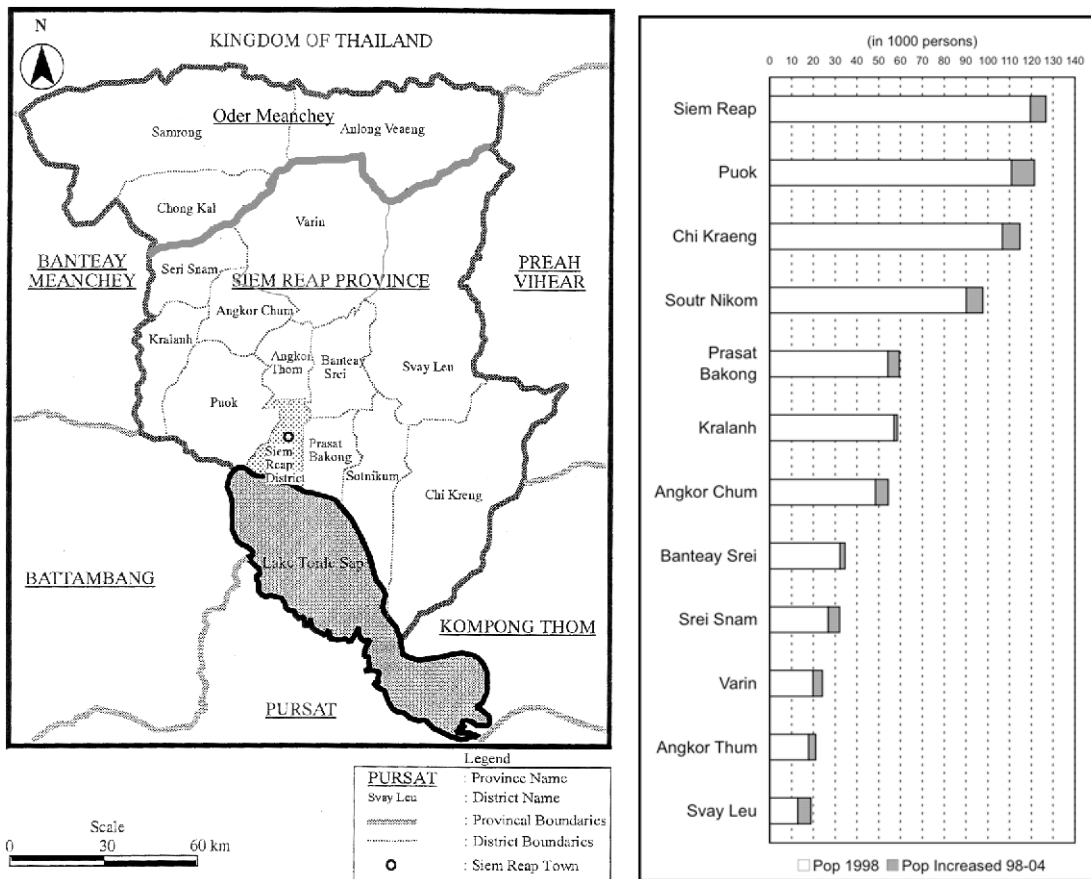 N
KINGDOM OF THAILAND
Oder Meanchey
Samrong
Anlong Veaeng
Chong Kal
Varin
BANTEAY
MEANCHEY
PREAH
VIHEAR
Seri Snam
SIEM REAP PROVINCE
Angkor Chum
Kralanh
Angkor
Thom
Banteay
Srei
Svay Leu
Puok
Siem
Reap
District
Prasat
Bakong
Sotnikum
Chi Kreng
Lake Tonle Sap
BATTAMBANG
KOMPONG THOM
PURSAT
Legend
PURSAT : Province Name
Svay Leu : District Name
: Provincal Boundaries
: District Boundaries
: Siem Reap Town
Scale
0 30 60 km
(in 1000 persons)
0 10 20 30 40 50 60 70 80 90 100 110 120 130 140
Siem Reap
Puok
Chi Kraeng
Soutr Nikom
Prasat
Bakong
Kralanh
Angkor Chum
Banteay Srei
Srei Snam
Varin
Angkor Thum
Svay Leu
Pop 1998 Pop Increased 98-04